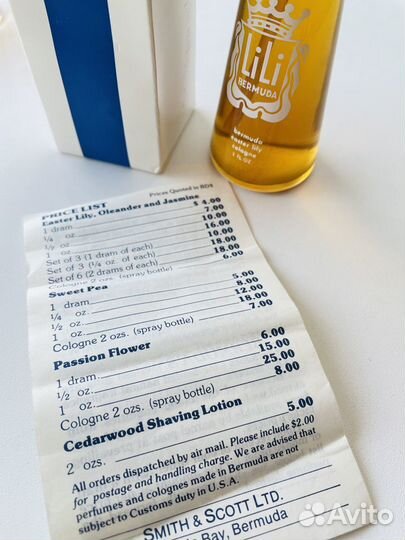 LiLi
BERMUDA
bermuda
easter lily
cologne
1 FL OZ
Prices Quoted in BD$
PRICE LIST
Easter Lily, Oleander and Jasmine
1 dram $ 4.00
¼ oz. 7.00
½ oz. 10.00
1 oz. 16.00
Set of 3 (1 dram of each) 10.00
Set of 3 (¼ oz. of each) 18.00
Set of 6 (2 drams of each) 18.00
Cologne 2 ozs. (spray bottle) 6.00
Sweet Pea
1 dram 5.00
¼ oz. 8.00
½ oz. 12.00
1 oz. 18.00
Cologne 2 ozs. (spray bottle) 7.00
Passion Flower
1 dram 6.00
½ oz. 15.00
1 oz. 25.00
Cologne 2 ozs. (spray bottle) 8.00
Cedarwood Shaving Lotion
2 ozs. 5.00
All orders dispatched by air mail. Please include $2.00
for postage and handling charge. We are advised that
perfumes and colognes made in Bermuda are not
subject to Customs duty in U.S.A.
SMITH & SCOTT LTD.
Bay, Bermuda
Avito